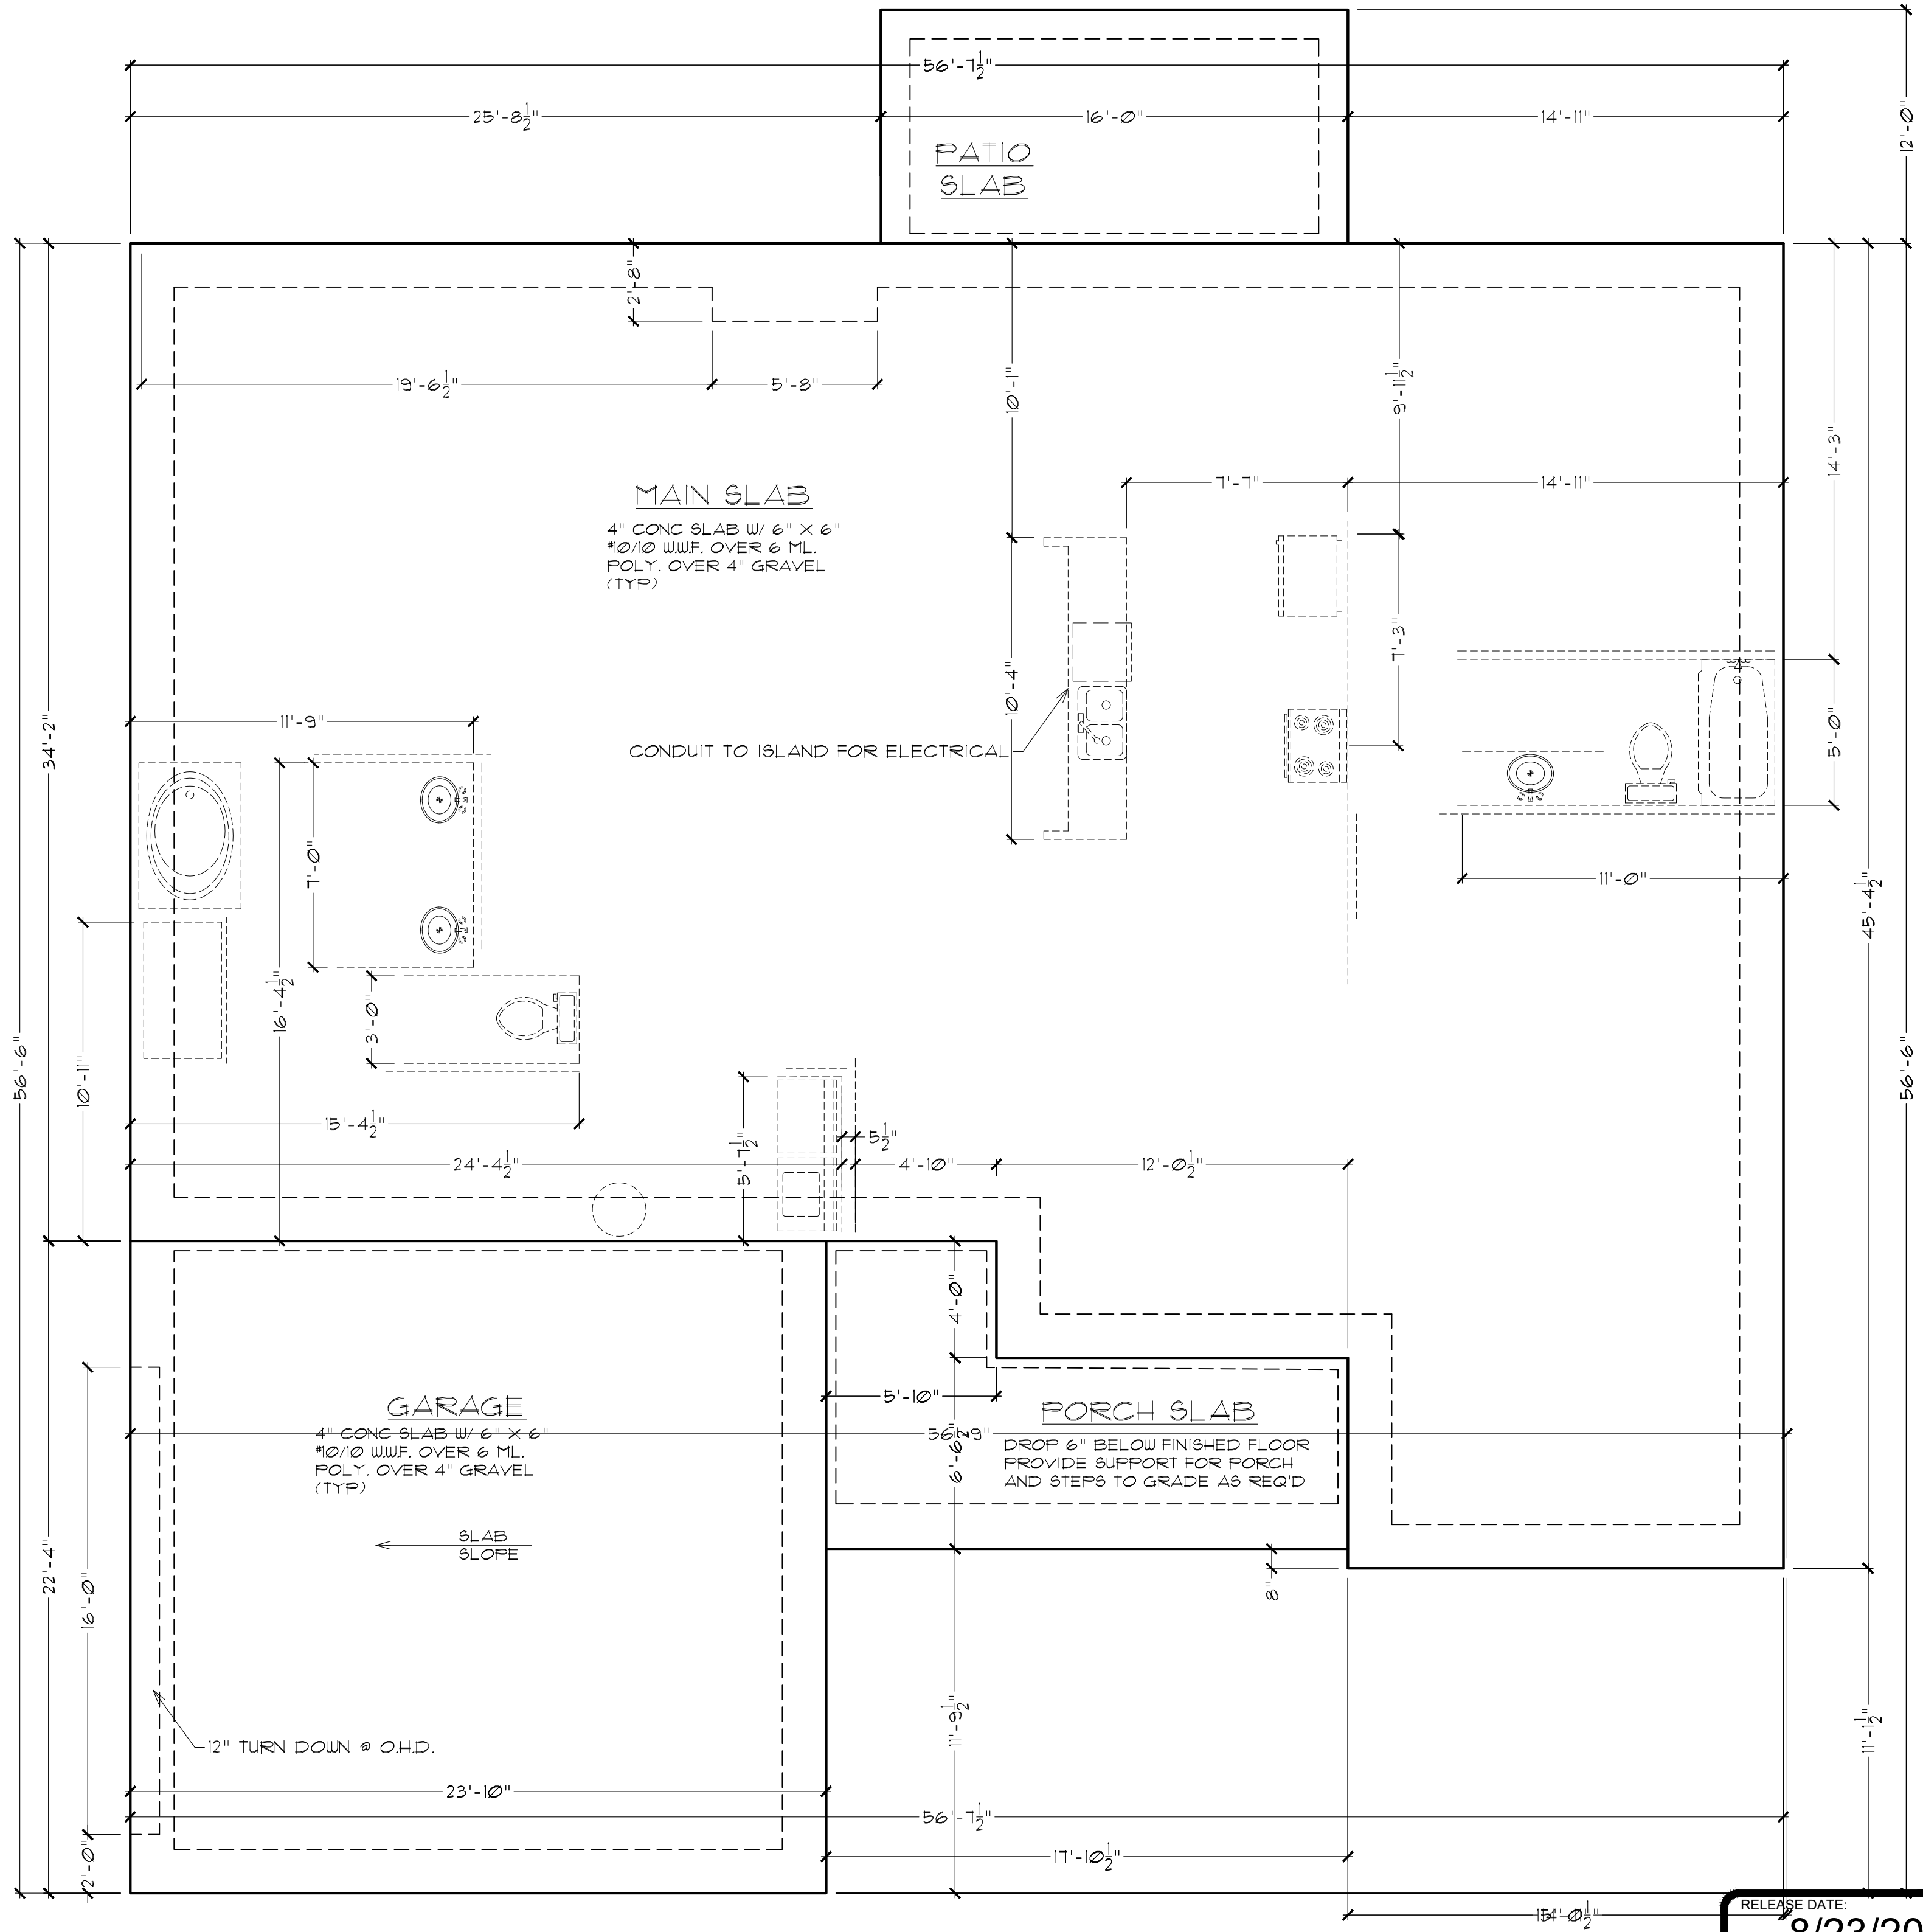 56'-7 1/2"
25'-8 1/2"
16'-0"
14'-11"
12'-0"
PATIO
SLAB
2'-8"
19'-6 1/2"
5'-8"
10'-1"
9'-11 1/2"
14'-3"
MAIN SLAB
4" CONC SLAB W/ 6" X 6"
#10/10 W.W.F. OVER 6 ML.
POLY. OVER 4" GRAVEL
(TYP)
7'-7"
14'-11"
7'-3"
10'-4"
5'-0"
34'-2"
11'-9"
CONDUIT TO ISLAND FOR ELECTRICAL
7'-0"
11'-0"
45'-4 1/2"
16'-4 1/2"
3'-0"
56'-6"
10'-11"
56'-6"
15'-4 1/2"
5'-7 1/2"
5 1/2"
24'-4 1/2"
4'-10"
12'-0 1/2"
4'-0"
5'-10"
GARAGE
4" CONC SLAB W/ 6" X 6"
#10/10 W.W.F. OVER 6 ML.
POLY. OVER 4" GRAVEL
(TYP)
PORCH SLAB
DROP 6" BELOW FINISHED FLOOR
PROVIDE SUPPORT FOR PORCH
AND STEPS TO GRADE AS REQ'D
6'-6 1/2"
SLAB
SLOPE
22'-4"
16'-0"
8"
11'-9 1/2"
11'-1 1/2"
12" TURN DOWN @ O.H.D.
23'-10"
56'-7 1/2"
2'-0"
17'-10 1/2"
RELEASE DATE: